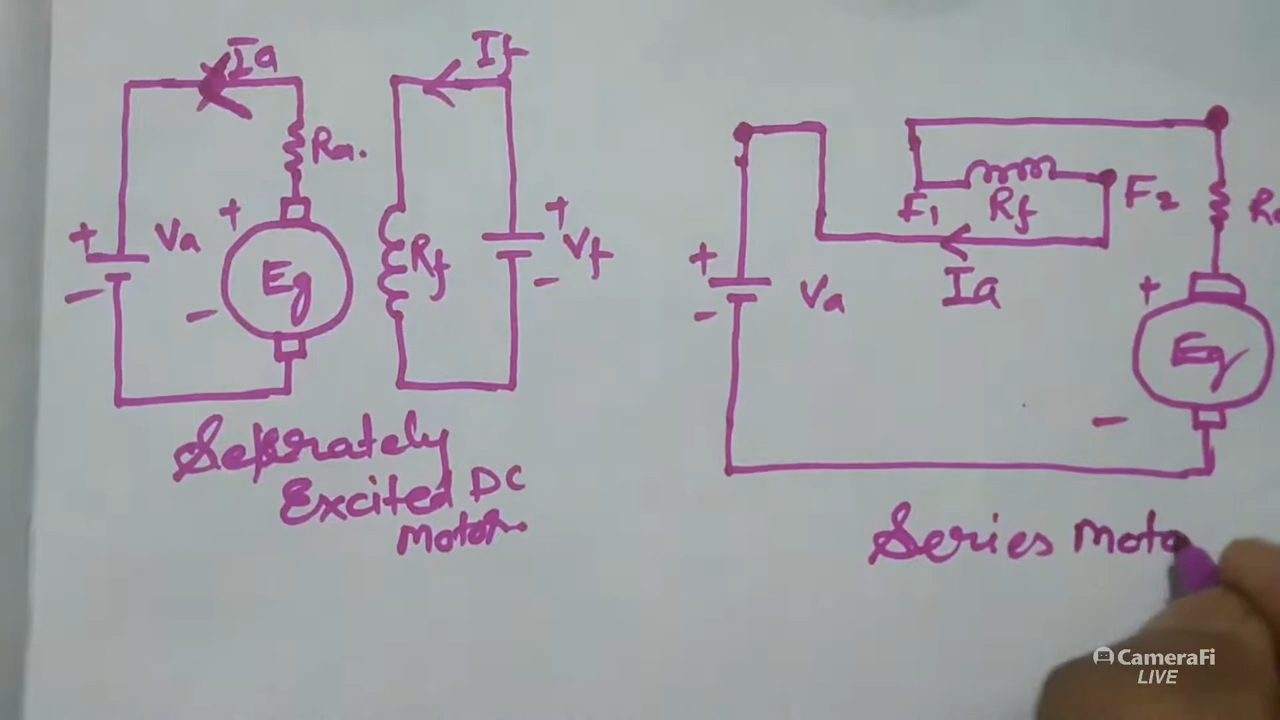 Ia
If
Ra.
+
Va
-
+
Eg
-
Rf
+
Vf
-
Separately
Excited DC
Motor
F1
Rf
F2
+
-
Va
Ia
R
+
Eg
-
Series Moto
CameraFi
LIVE